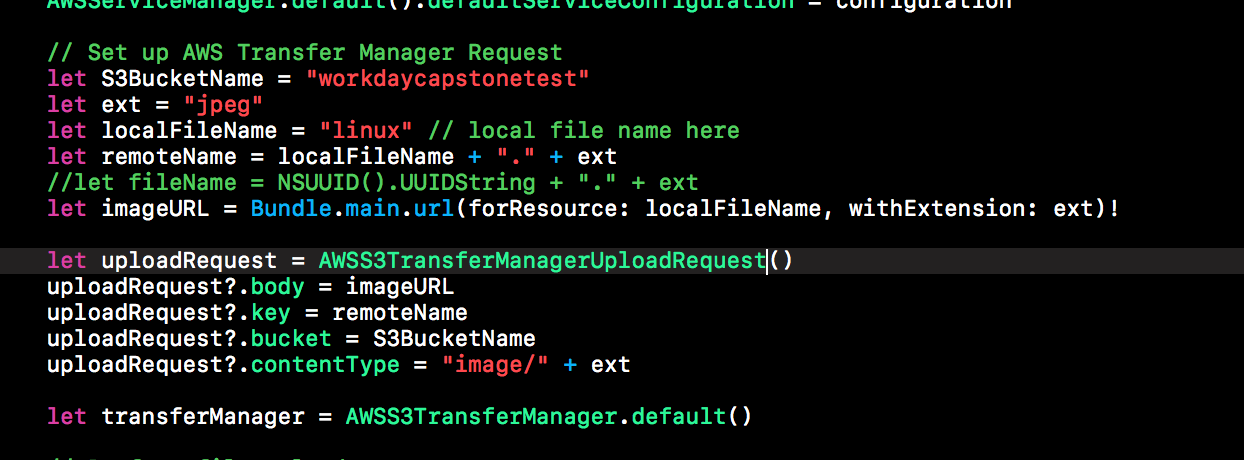 AWSServiceManager.default().defaultServiceConfiguration = configuration
// Set up AWS Transfer Manager Request
let S3BucketName = "workdaycapstonetest"
let ext = "jpeg"
let localFileName = "linux" // local file name here
let remoteName = localFileName + "." + ext
//let fileName = NSUUID().UUIDString + "." + ext
let imageURL = Bundle.main.url(forResource: localFileName, withExtension: ext)!
let uploadRequest = AWSS3TransferManagerUploadRequest()
uploadRequest?.body = imageURL
uploadRequest?.key = remoteName
uploadRequest?.bucket = S3BucketName
uploadRequest?.contentType = "image/" + ext
let transferManager = AWSS3TransferManager.default()